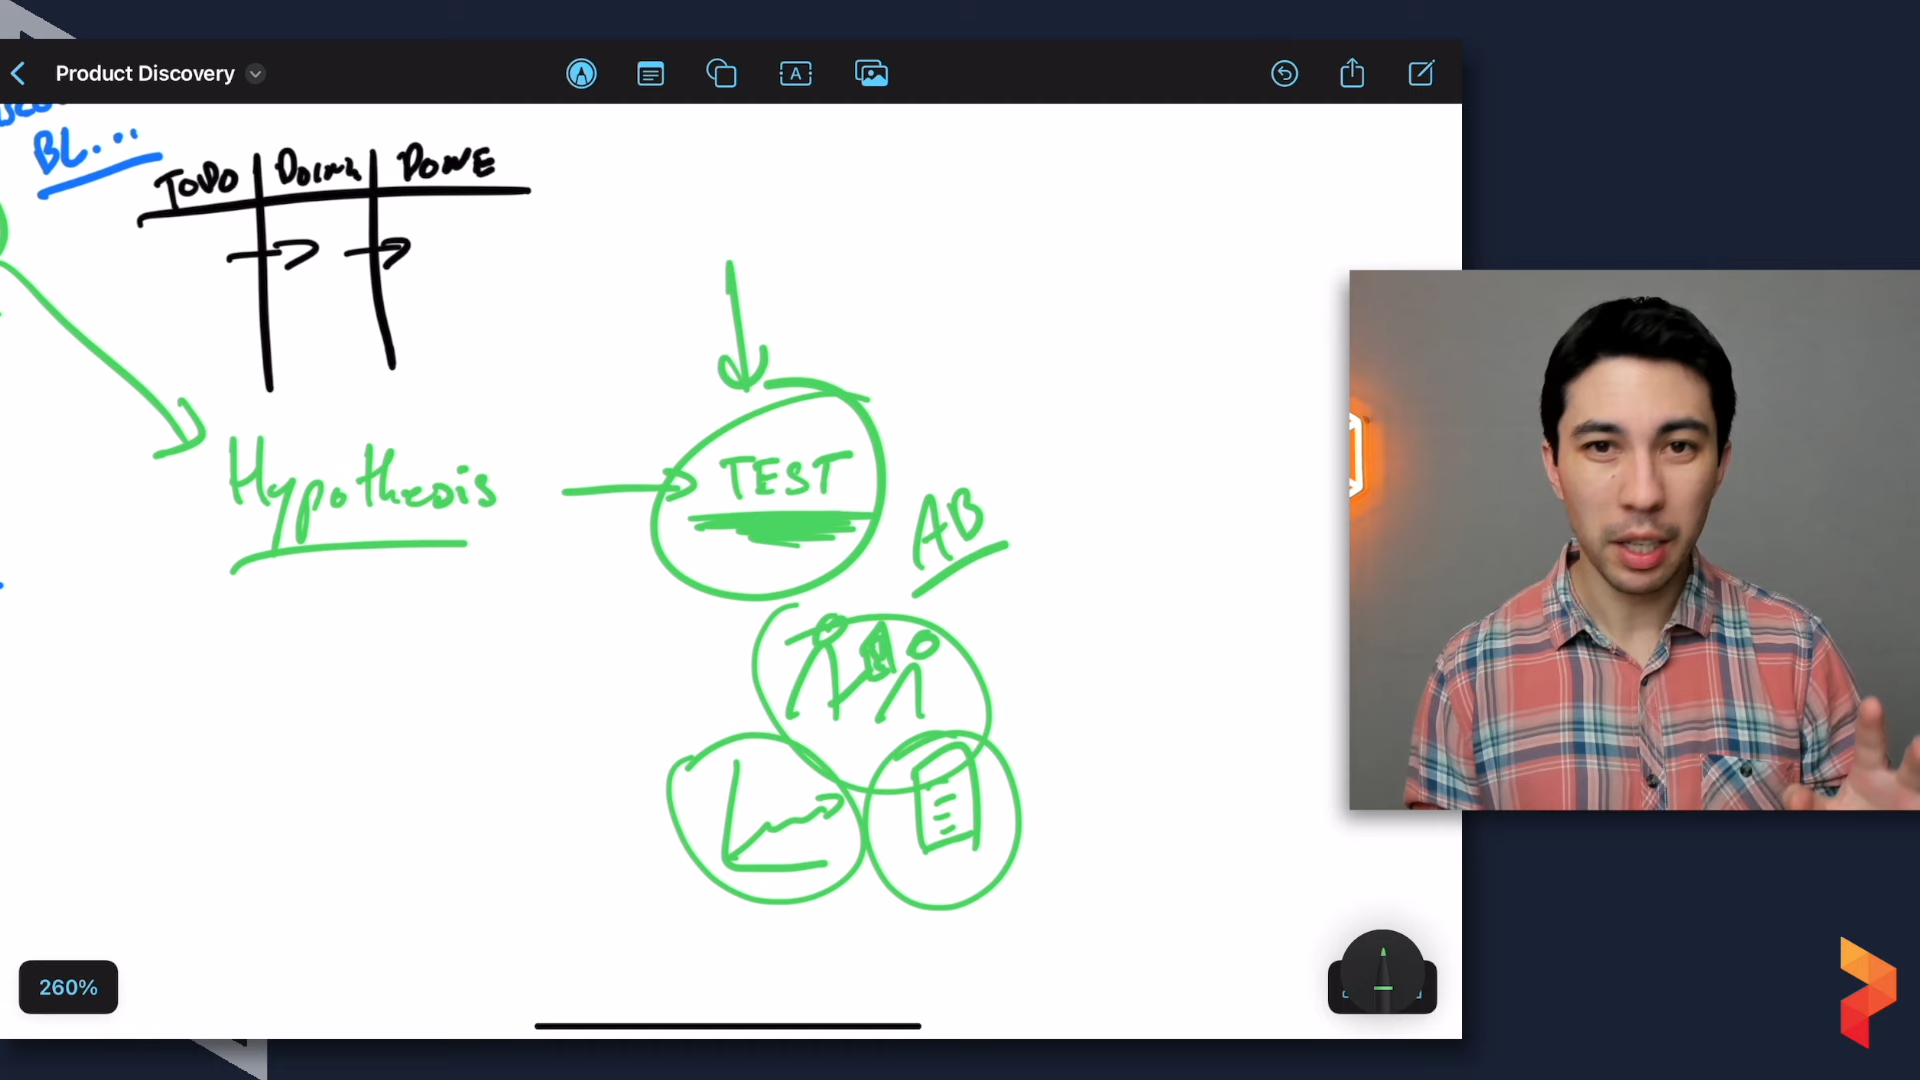 Product Discovery
BL...
TODO DOING DONE
Hypothesis
TEST
AB
260%